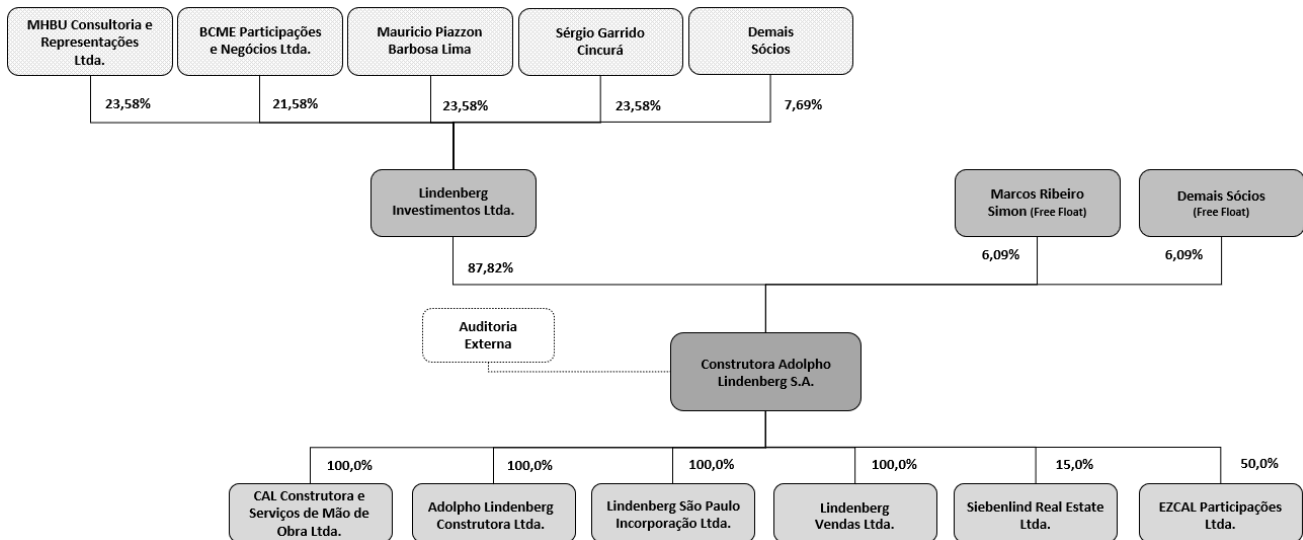 MHBU Consultoria e
Representações
Ltda.
BCME Participações
e Negócios Ltda.
Mauricio Piazzon
Barbosa Lima
Sérgio Garrido
Cincurá
Demais
Sócios
23,58%
21,58%
23,58%
23,58%
7,69%
Lindenberg
Investimentos Ltda.
Marcos Ribeiro
Simon (Free Float)
Demais Sócios
(Free Float)
87,82%
6,09%
6,09%
Auditoria
Externa
Construtora Adolpho
Lindenberg S.A.
100,0%
100,0%
100,0%
100,0%
15,0%
50,0%
CAL Construtora e
Serviços de Mão de
Obra Ltda.
Adolpho Lindenberg
Construtora Ltda.
Lindenberg São Paulo
Incorporação Ltda.
Lindenberg
Vendas Ltda.
Siebenlind Real Estate
Ltda.
EZCAL Participações
Ltda.